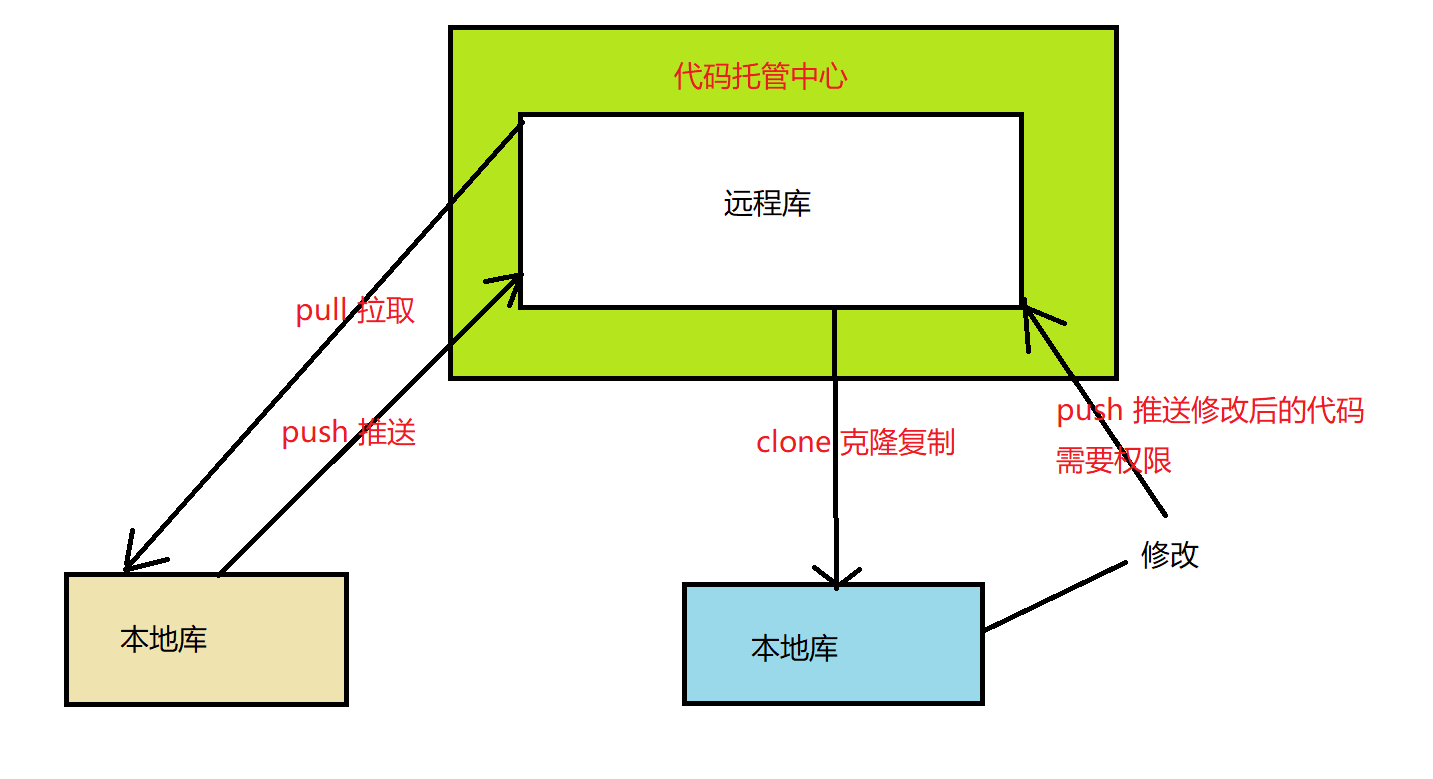 代码托管中心
远程库
pull 拉取
push 推送
clone 克隆复制
push 推送修改后的代码
需要权限
修改
本地库
本地库